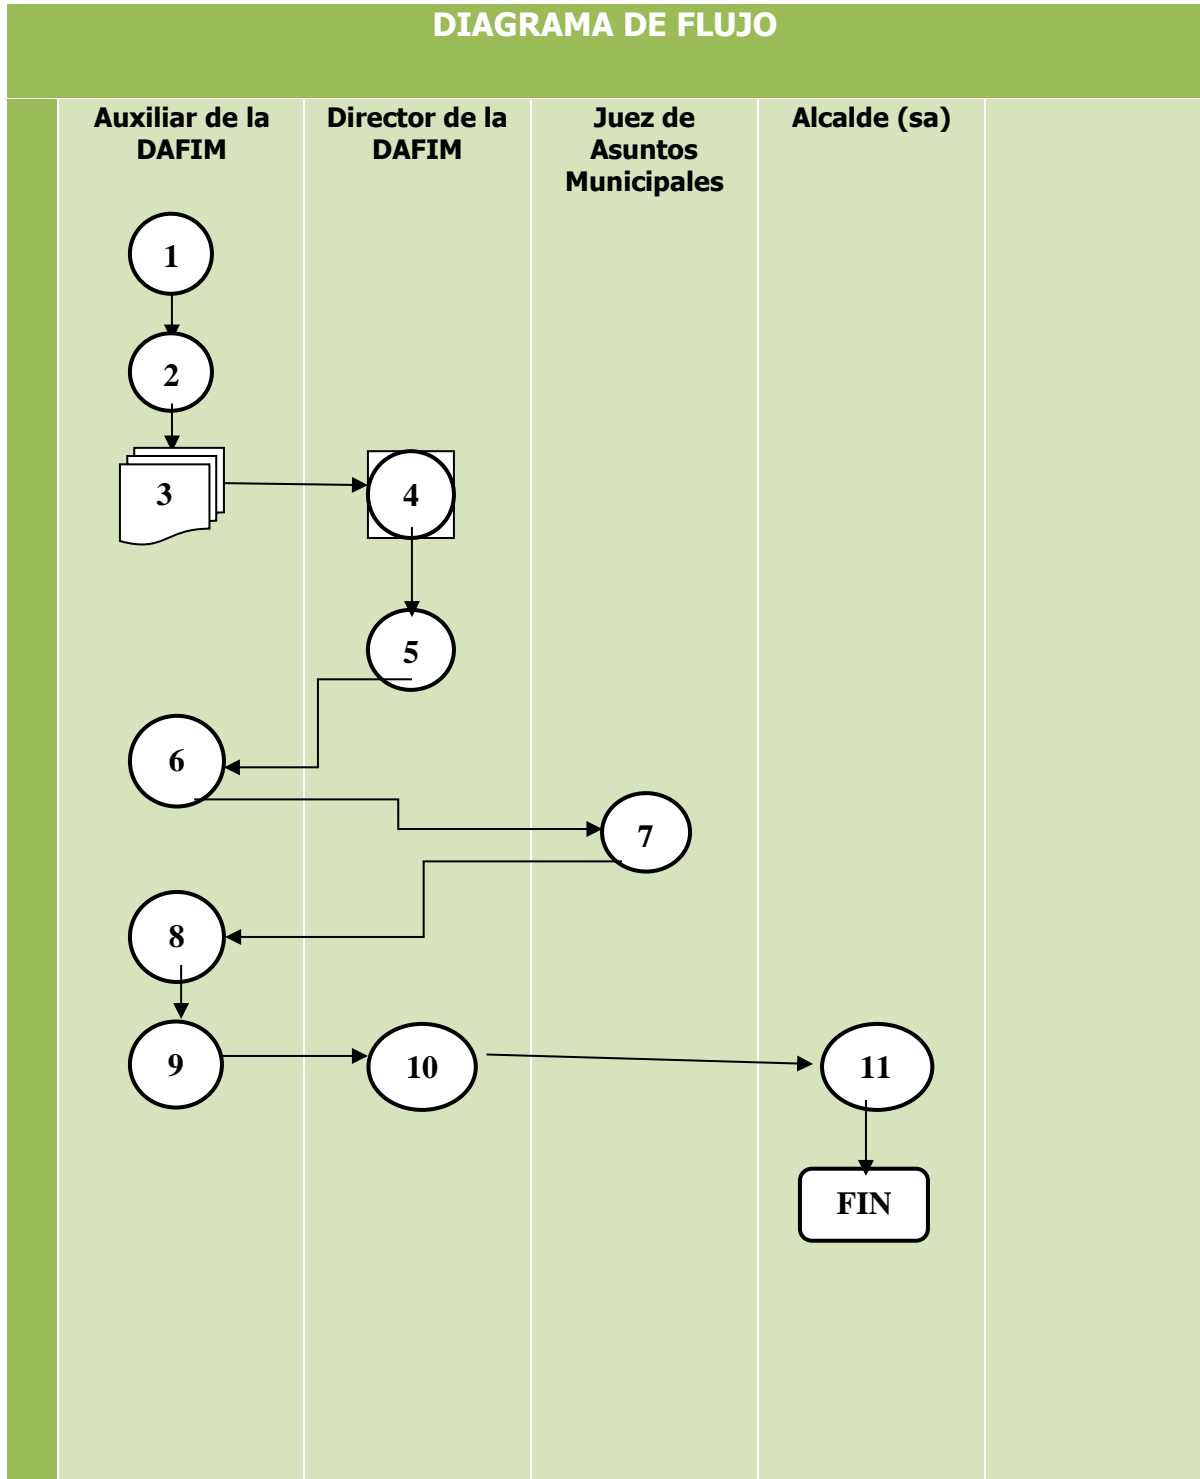 DIAGRAMA DE FLUJO
Auxiliar de la
DAFIM
Director de la
DAFIM
Juez de
Asuntos
Municipales
Alcalde (sa)
1
2
3
4
5
6
7
8
9
10
11
FIN